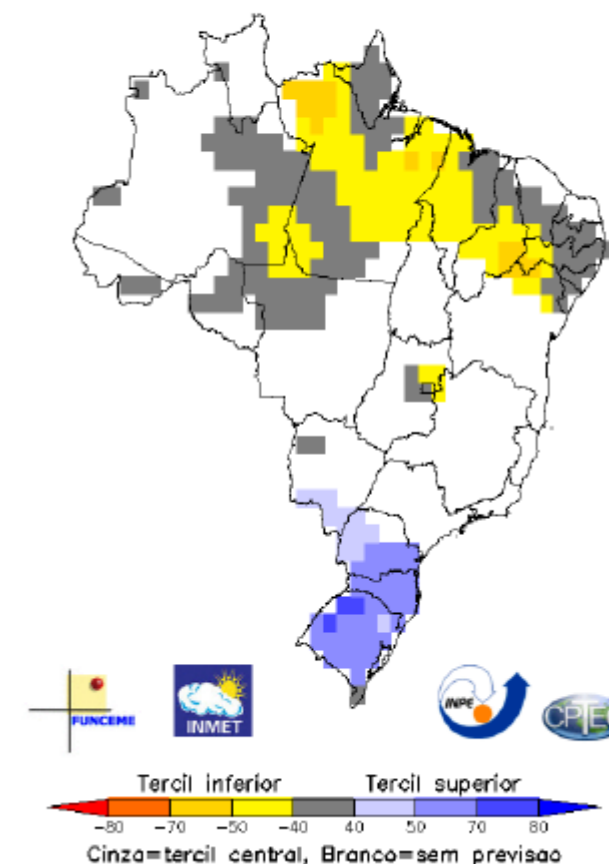 FUNCEME
INMET
INPE
CPTEC
Tercil inferior Tercil superior
-80 -70 -50 -40 40 50 70 80
Cinza=tercil central, Branco=sem previsao